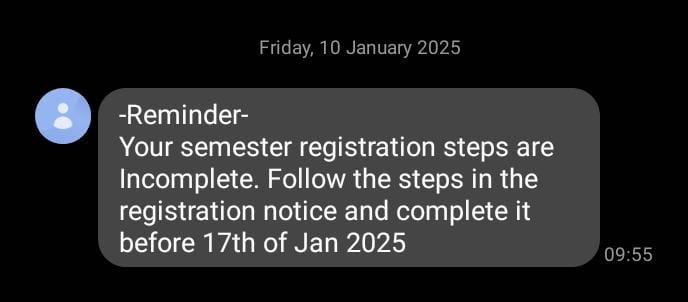 Friday, 10 January 2025
-Reminder-
Your semester registration steps are
Incomplete. Follow the steps in the
registration notice and complete it
before 17th of Jan 2025
09:55